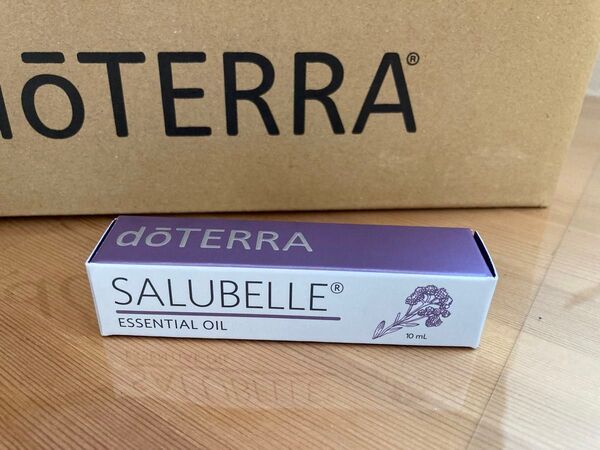 dōTERRA®
dōTERRA
SALUBELLE®
ESSENTIAL OIL
10 mL